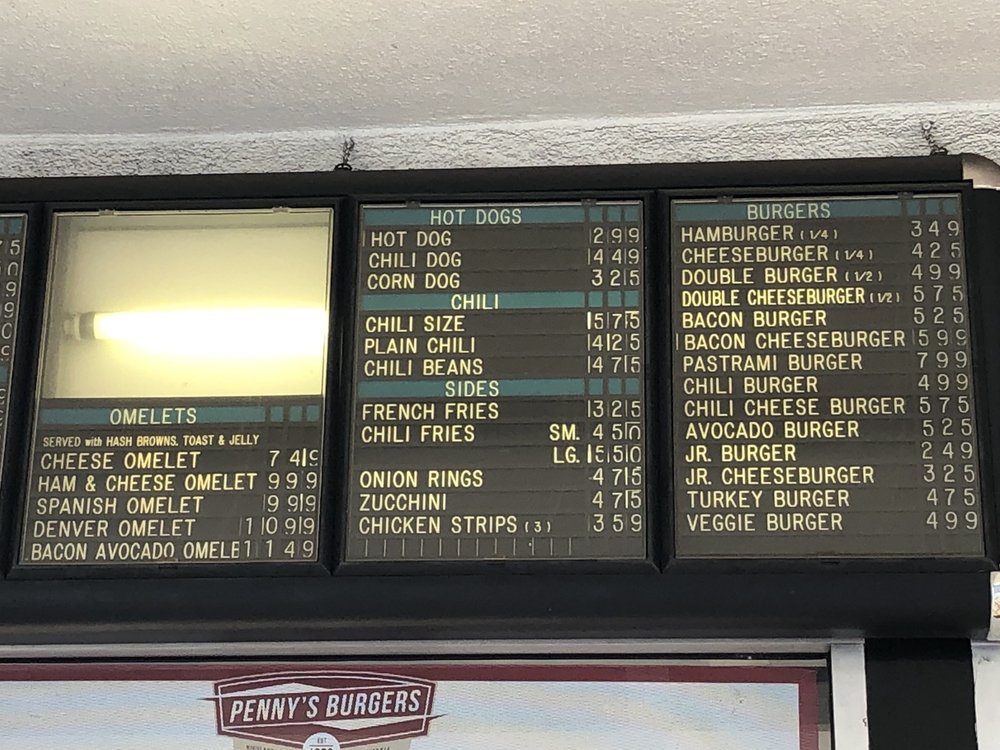 OMELETS
SERVED with HASH BROWNS, TOAST & JELLY
CHEESE OMELET 7 49
HAM & CHEESE OMELET 9 99
SPANISH OMELET 9 99
DENVER OMELET 10 99
BACON AVOCADO OMELE 11 49
HOT DOGS
HOT DOG 2 99
CHILI DOG 4 49
CORN DOG 3 25
CHILI
CHILI SIZE 5 75
PLAIN CHILI 4 25
CHILI BEANS 4 75
SIDES
FRENCH FRIES 3 25
CHILI FRIES SM. 4 50
LG. 5 50
ONION RINGS 4 75
ZUCCHINI 4 75
CHICKEN STRIPS (3) 3 59
BURGERS
HAMBURGER (1/4) 3 49
CHEESEBURGER (1/4) 4 25
DOUBLE BURGER (1/2) 4 99
DOUBLE CHEESEBURGER (1/2) 5 75
BACON BURGER 5 25
BACON CHEESEBURGER 5 99
PASTRAMI BURGER 7 99
CHILI BURGER 4 99
CHILI CHEESE BURGER 5 75
AVOCADO BURGER 5 25
JR. BURGER 2 49
JR. CHEESEBURGER 3 25
TURKEY BURGER 4 75
VEGGIE BURGER 4 99
PENNY'S BURGERS
EST